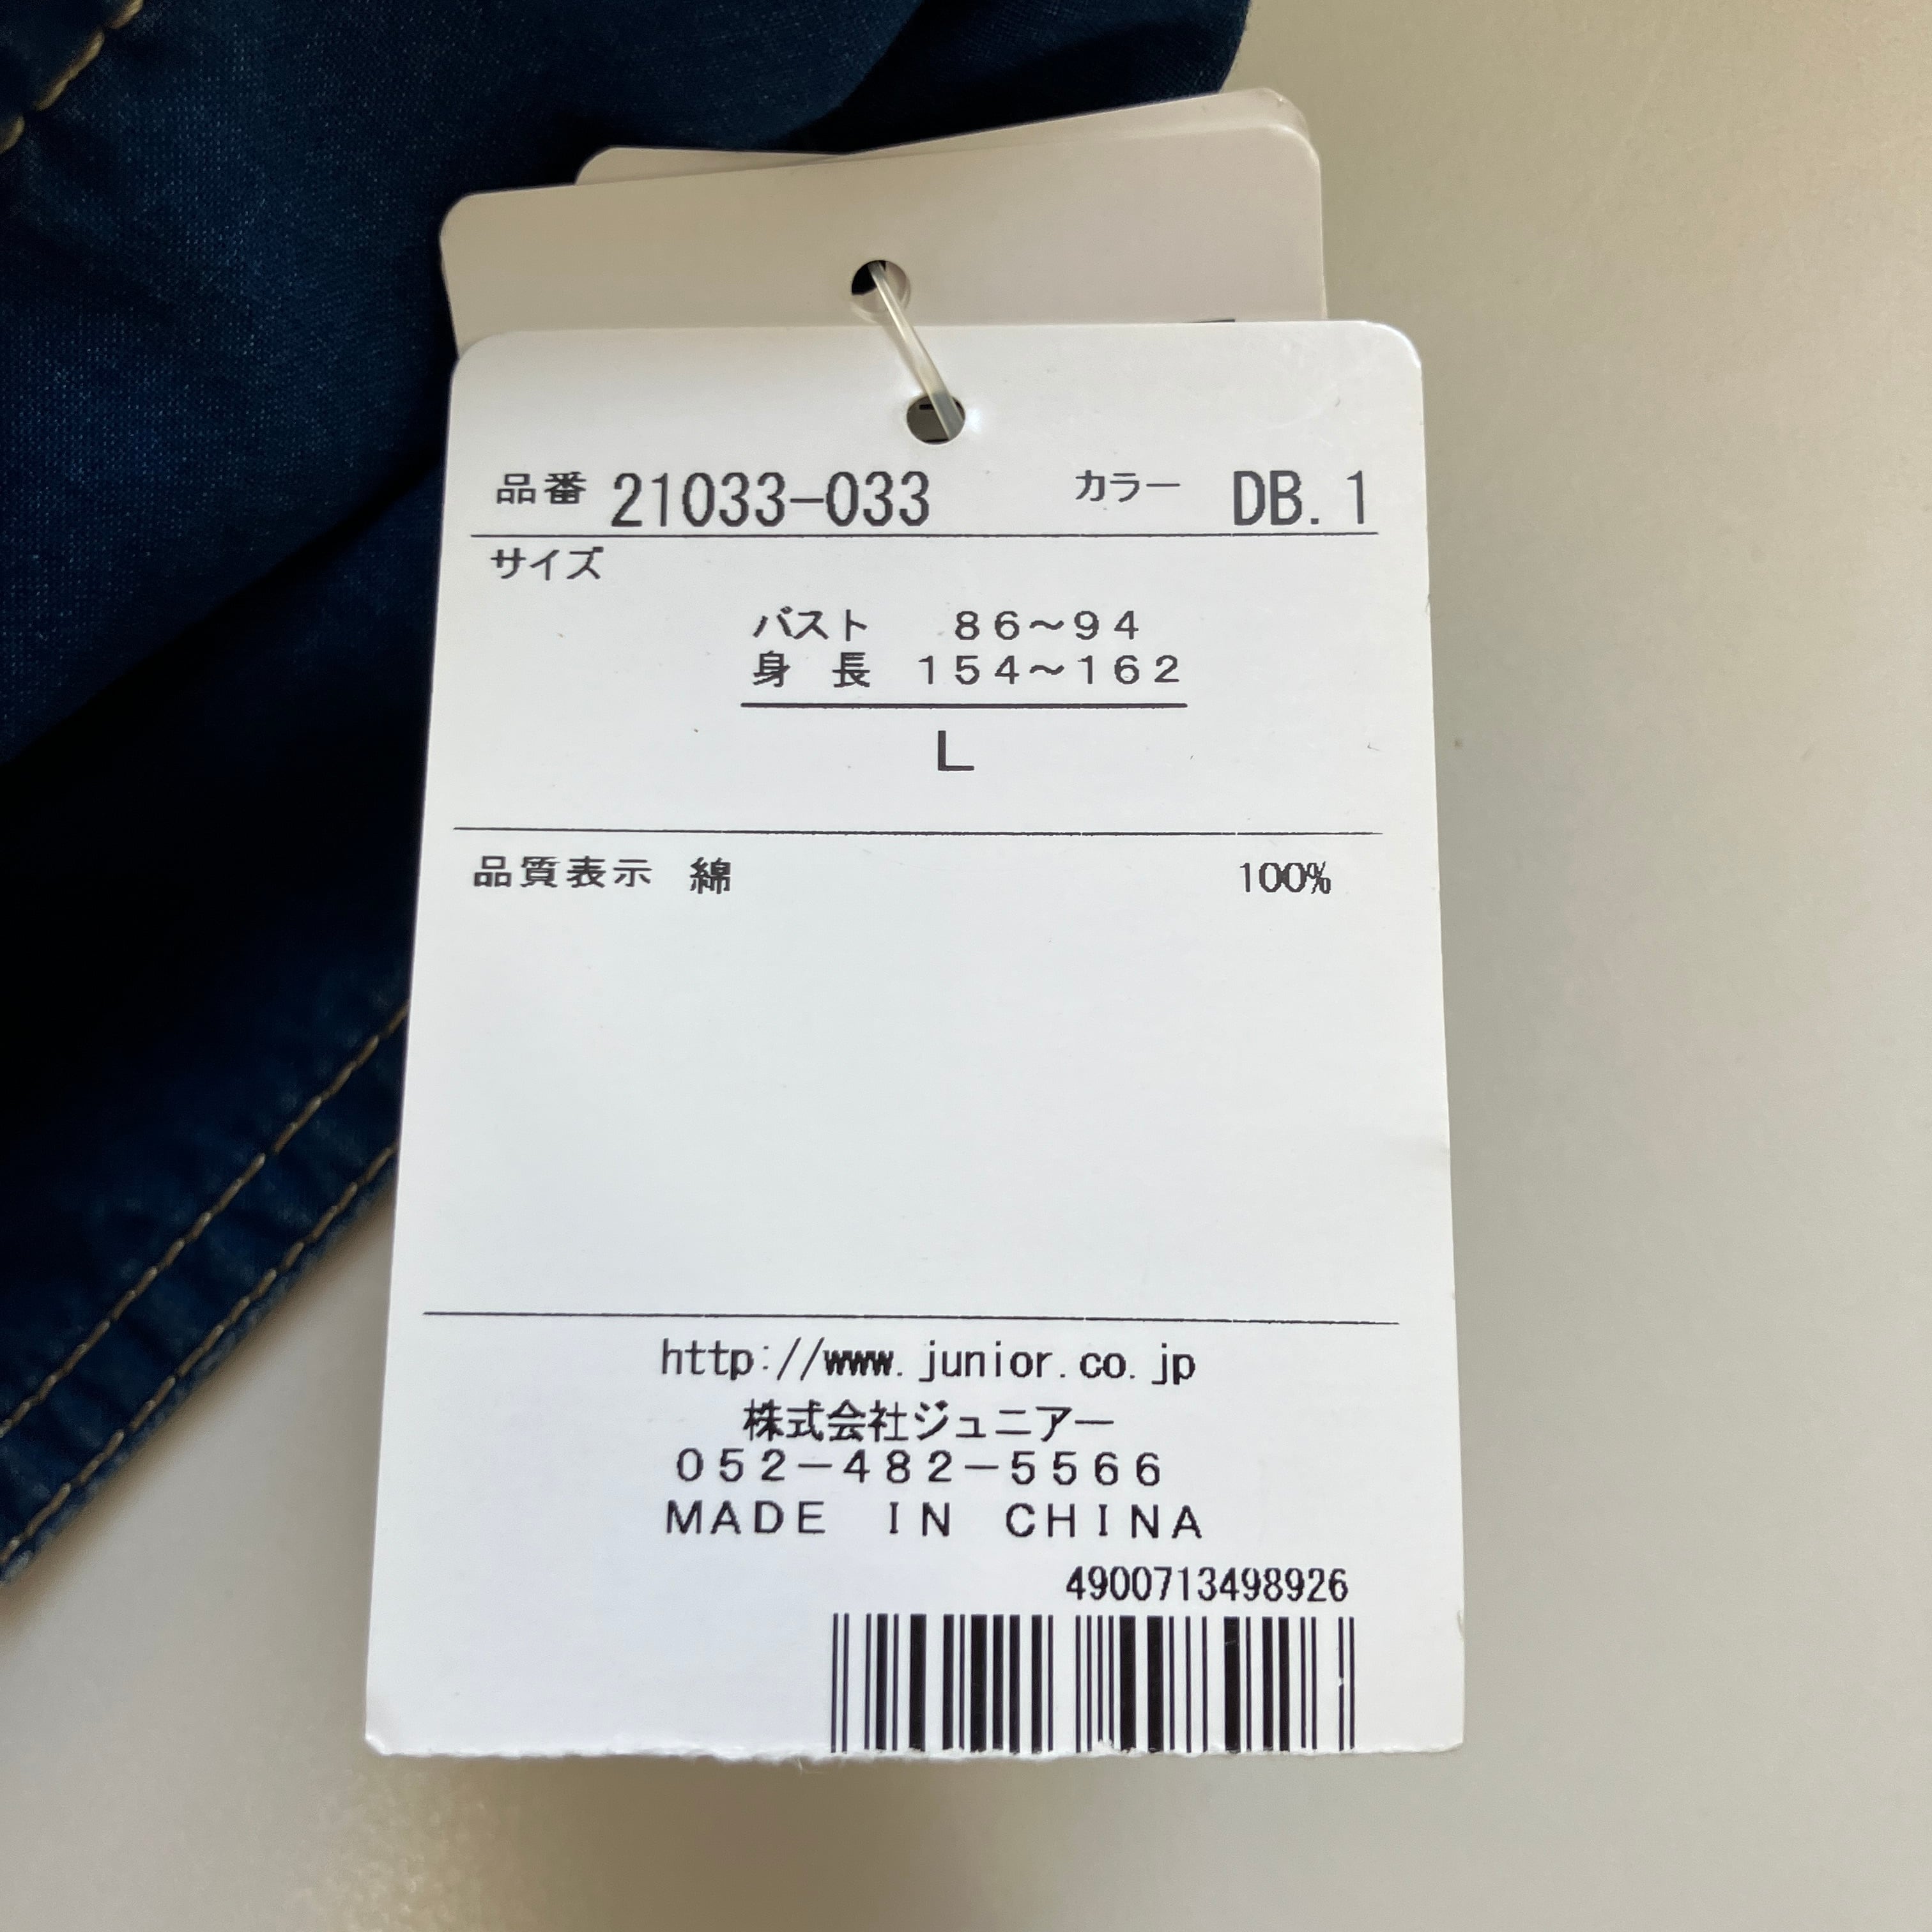 品番 21033-033 カラー DB.1
サイズ
バスト 86～94
身長 154～162
L
品質表示 綿 100%
http://www.junior.co.jp
株式会社ジュニアー
052-482-5566
MADE IN CHINA
4900713498926